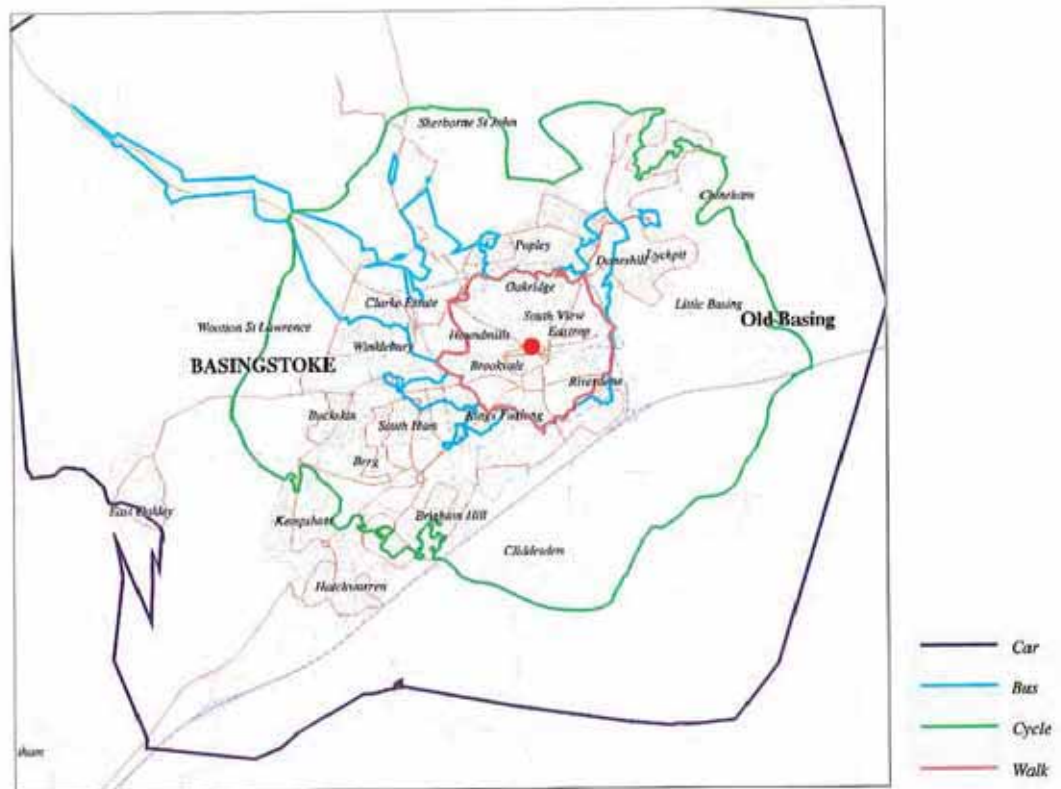 Sherborne St John
Chineham
Popley
Daneshill
Lychpit
Oakridge
Clarke Estate
Little Basing
South View
Old Basing
Wootton St Lawrence
Houndmills
Eastrop
Winklebury
BASINGSTOKE
Brookvale
Riverdene
Buckskin
Kings Furlong
South Ham
Berg
East Oakley
Kempshott
Brighton Hill
Cliddesden
Hatchwarren
Car
Bus
Cycle
Walk